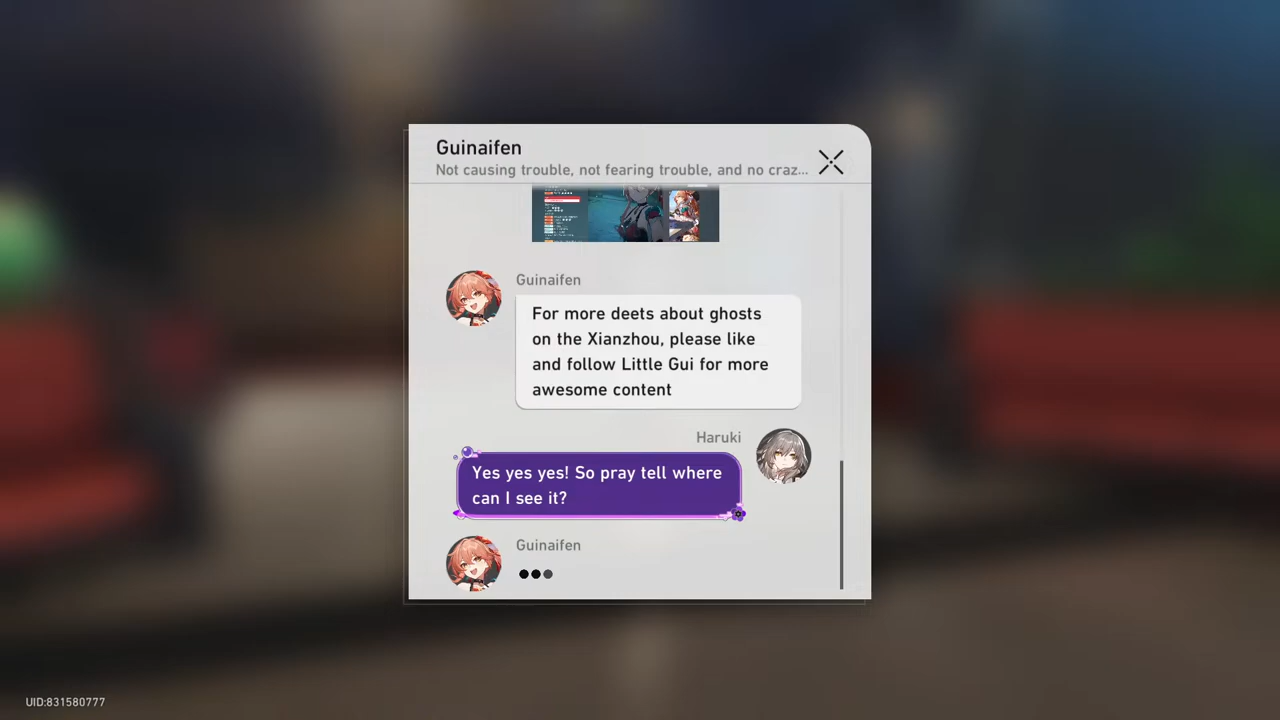 Guinaifen
Not causing trouble, not fearing trouble, and no craz...
Guinaifen
For more deets about ghosts
on the Xianzhou, please like
and follow Little Gui for more
awesome content
Haruki
Yes yes yes! So pray tell where
can I see it?
Guinaifen
UID:831580777